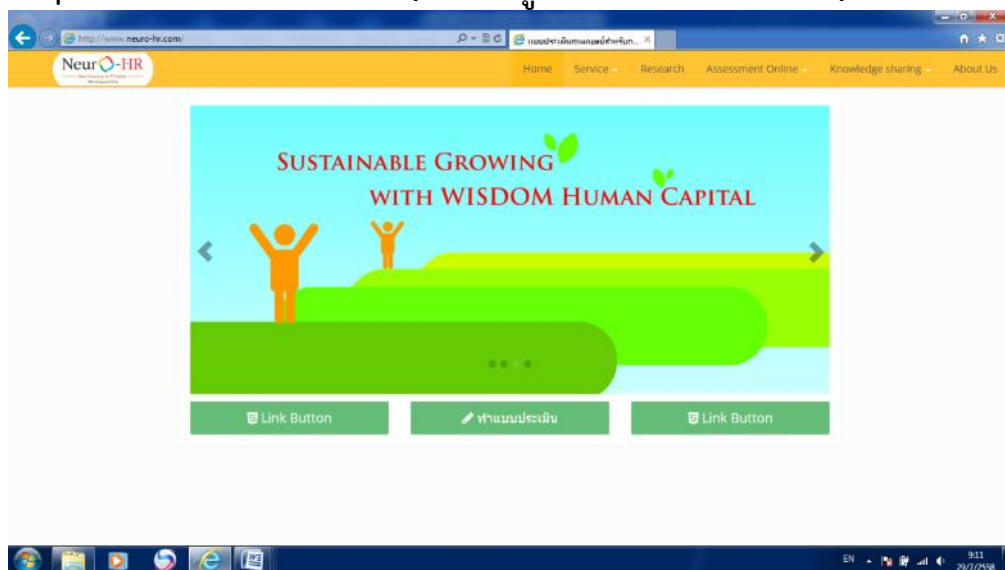 http://www.neuro-hr.com/
Neuro-HR
Home Service Research Assessment Online Knowledge sharing About Us
SUSTAINABLE GROWING
WITH WISDOM HUMAN CAPITAL
Link Button ทำแบบประเมิน Link Button
EN 9:11
29/7/2558